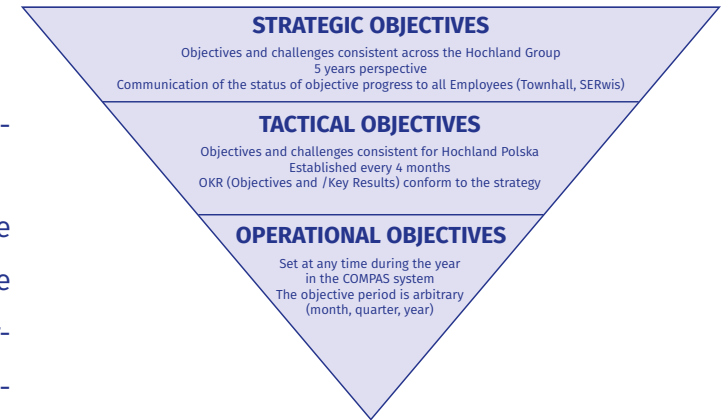 STRATEGIC OBJECTIVES
Objectives and challenges consistent across the Hochland Group
5 years perspective
Communication of the status of objective progress to all Employees (Townhall, SERwis)
TACTICAL OBJECTIVES
Objectives and challenges consistent for Hochland Polska
Established every 4 months
OKR (Objectives and /Key Results) conform to the strategy
OPERATIONAL OBJECTIVES
Set at any time during the year
in the COMPAS system
The objective period is arbitrary
(month, quarter, year)